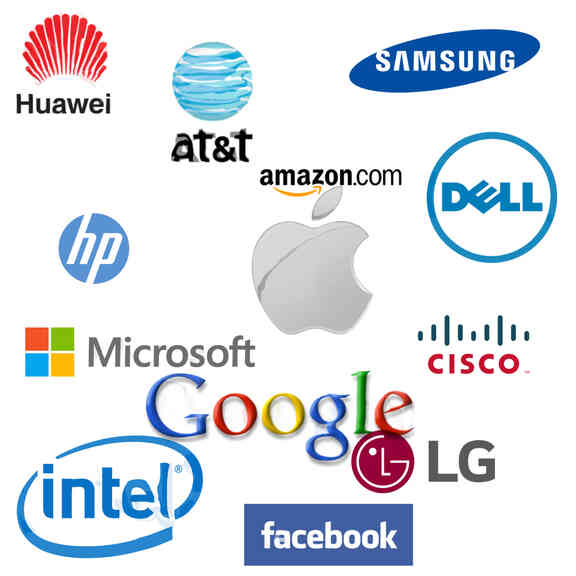 Huawei
AT&T
SAMSUNG
amazon.com
DELL
hp
Microsoft
CISCO
Google
LG
intel
facebook